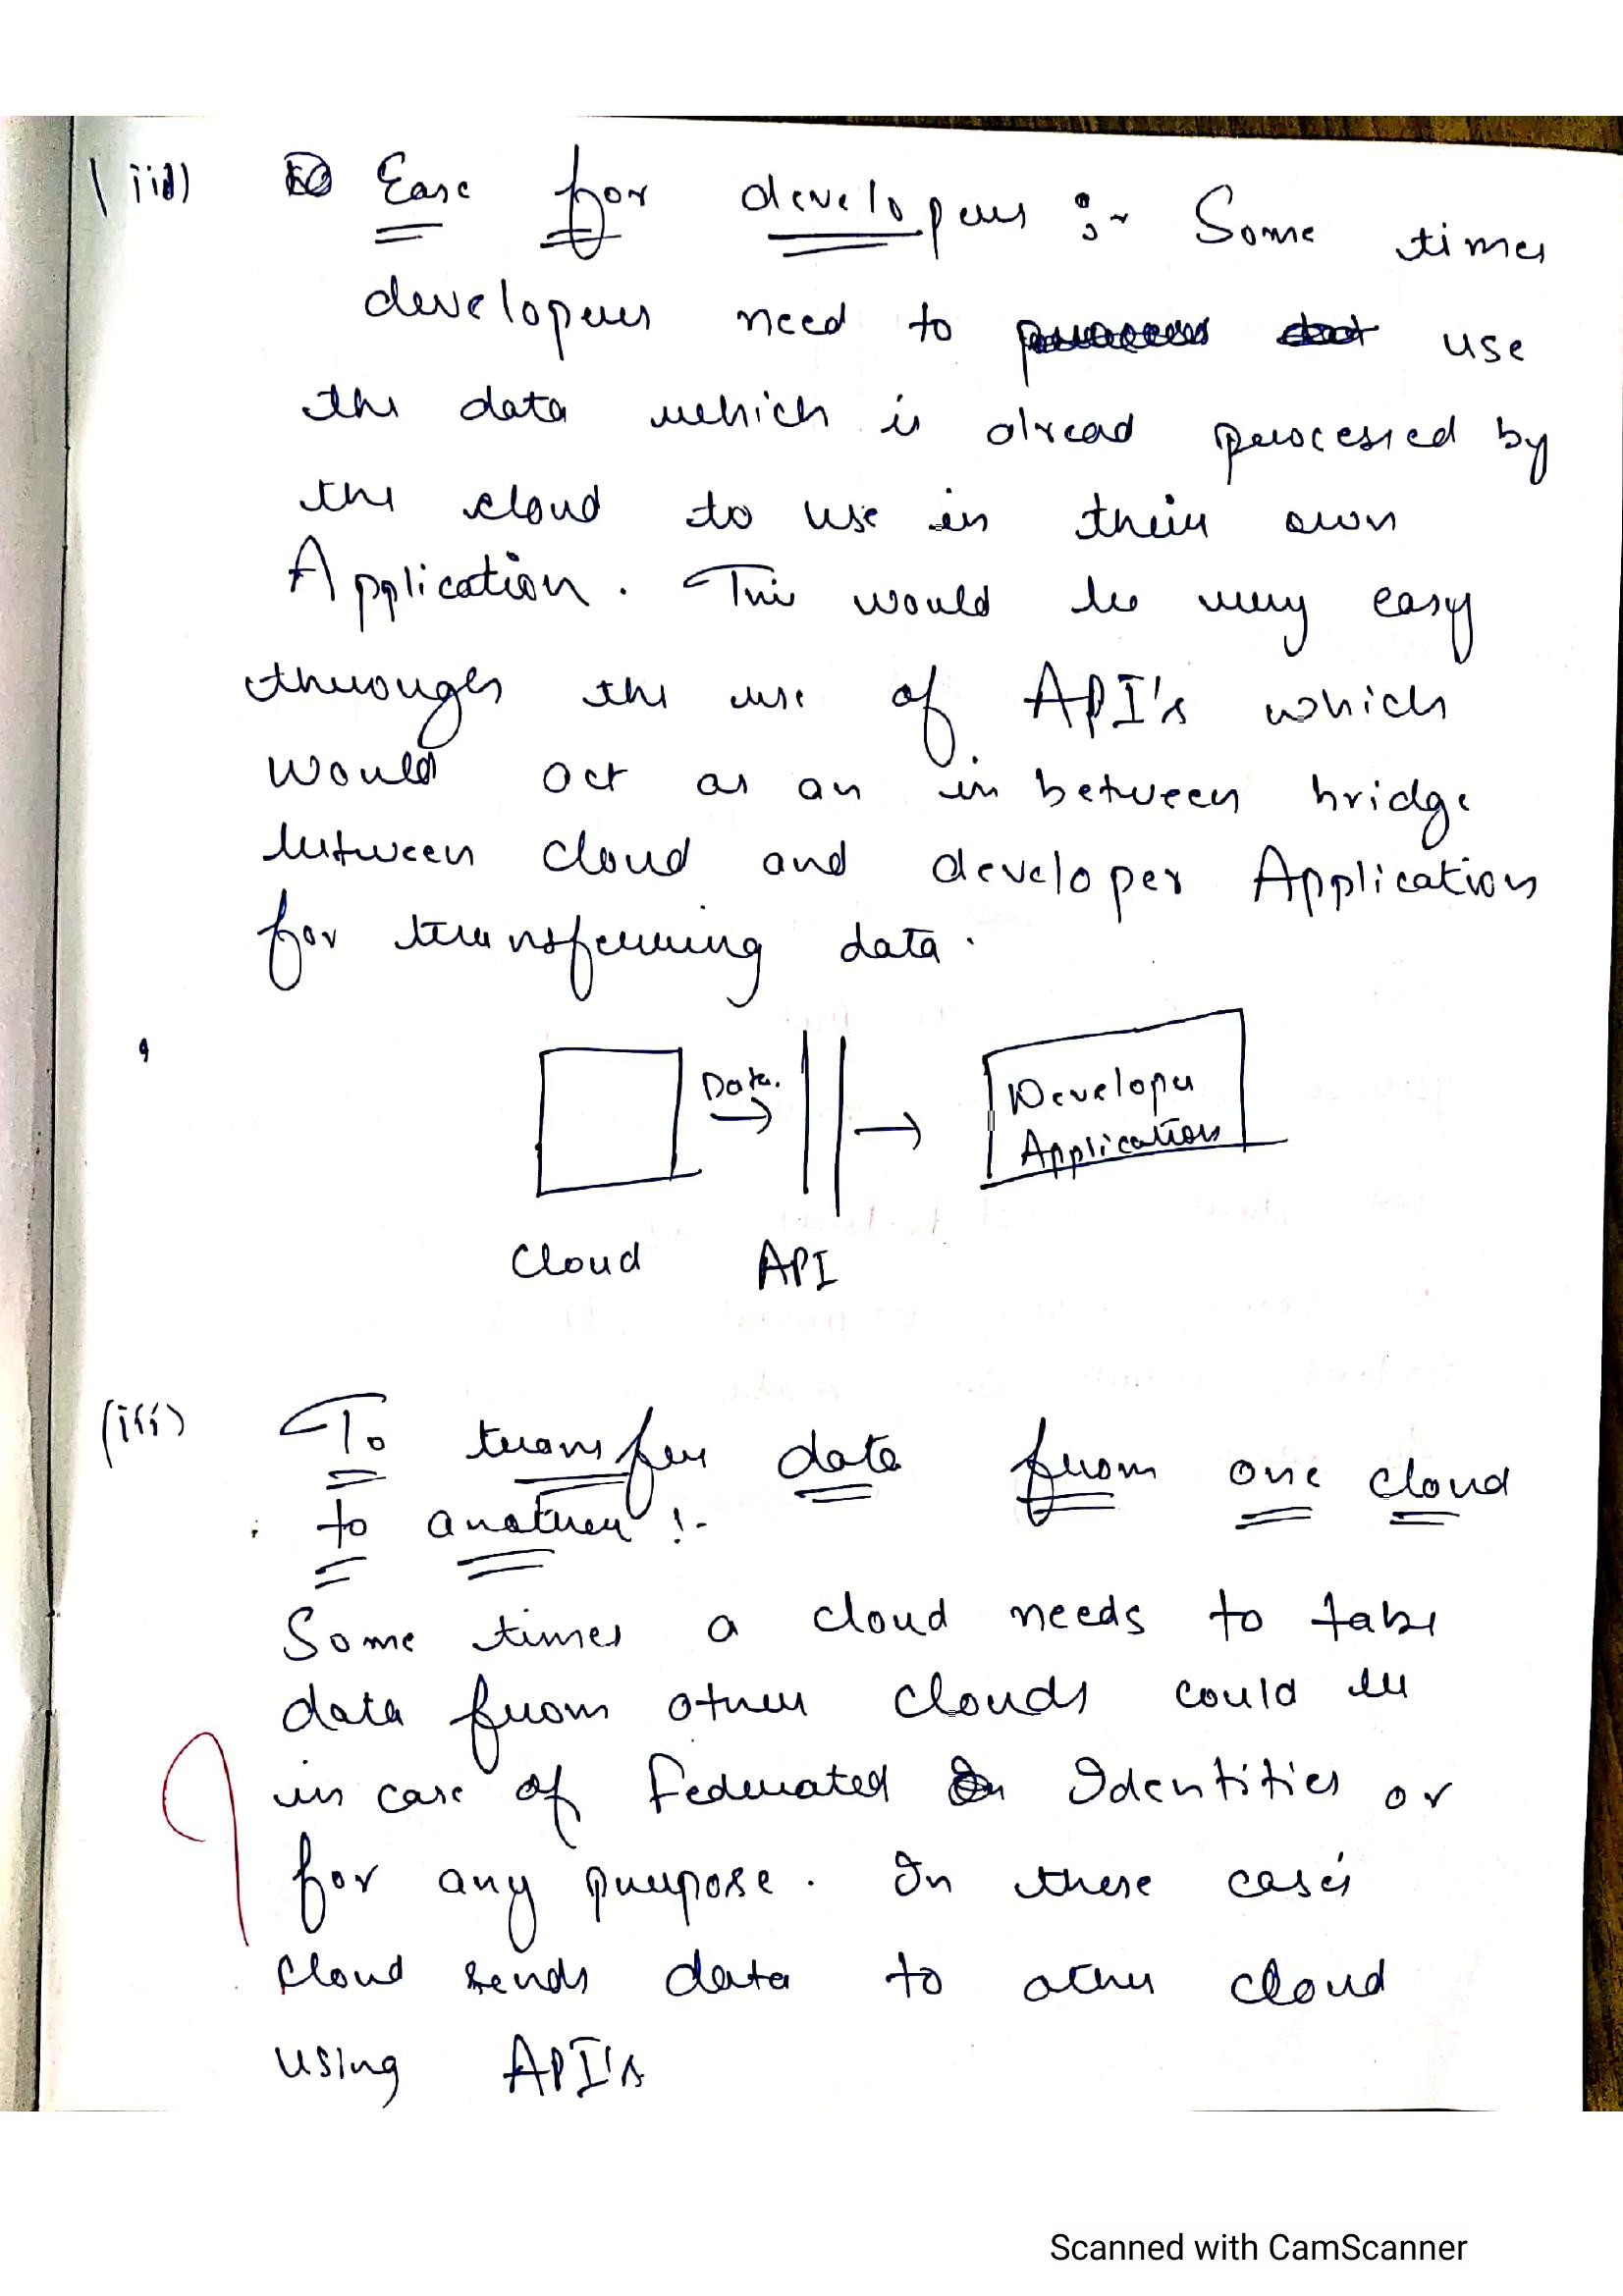 (ii) Ease for developers :- Some times
developers need to use
the data which is alread processed by
the cloud to use in their own
Application. This would be very easy
through the use of API's which
would act as an in between bridge
between cloud and developer Application
for transferring data.
Data.
Developer
Application
Cloud API
(iii) To transfer data from one cloud
to another :-
Some times a cloud needs to take
data from other clouds could be
in case of Federated Identities or
for any purpose. In these cases
cloud sends data to other cloud
using API's
Scanned with CamScanner